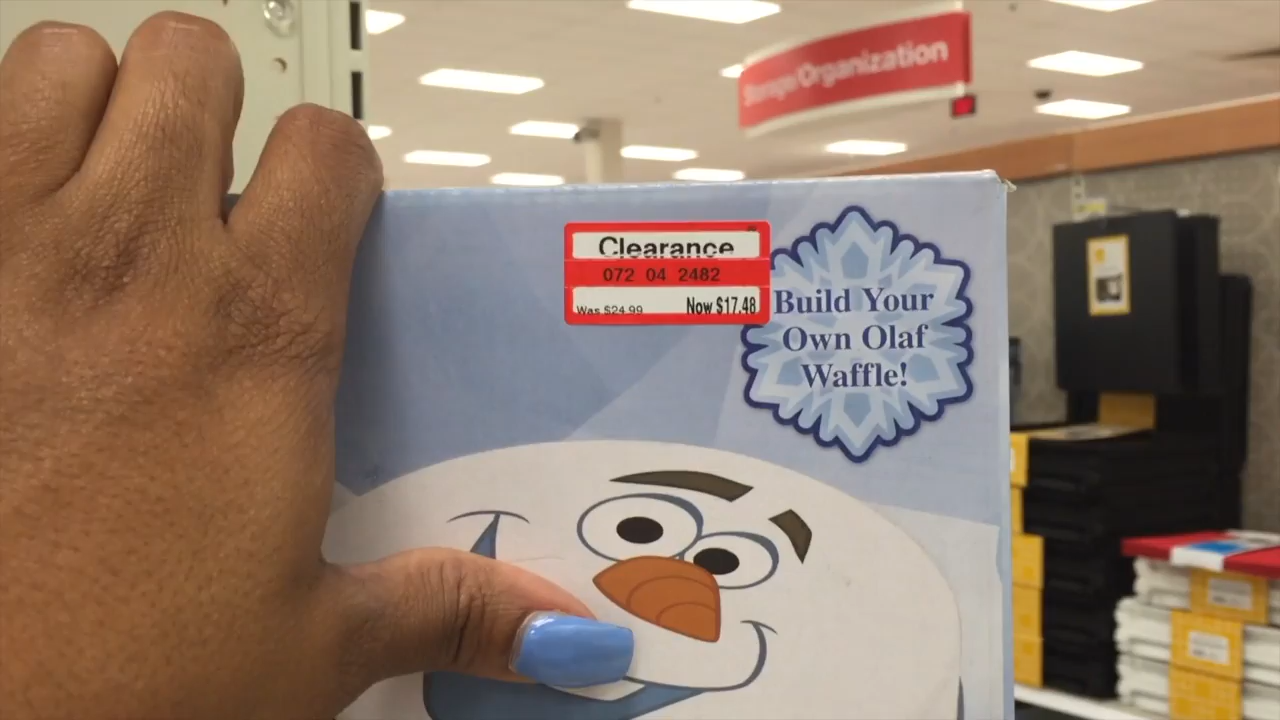 Storage/Organization
Clearance
072 04 2482
Was $24.99 Now $17.48
Build Your
Own Olaf
Waffle!